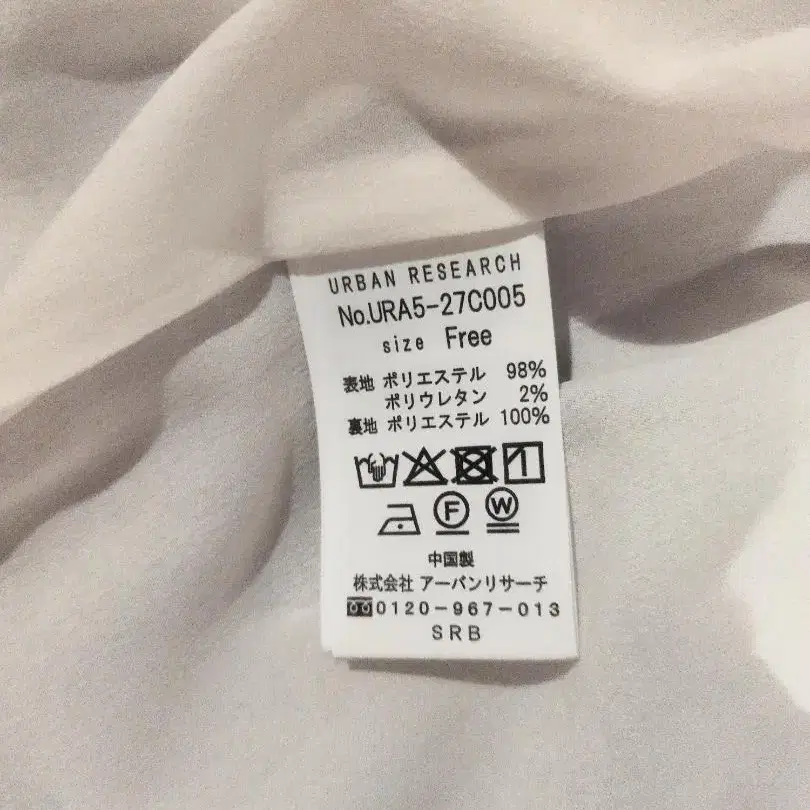 URBAN RESEARCH
No.URA5-27C005
size Free
表地 ポリエステル 98%
ポリウレタン 2%
裏地 ポリエステル 100%
F W
中国製
株式会社 アーバンリサーチ
0120-967-013
SRB